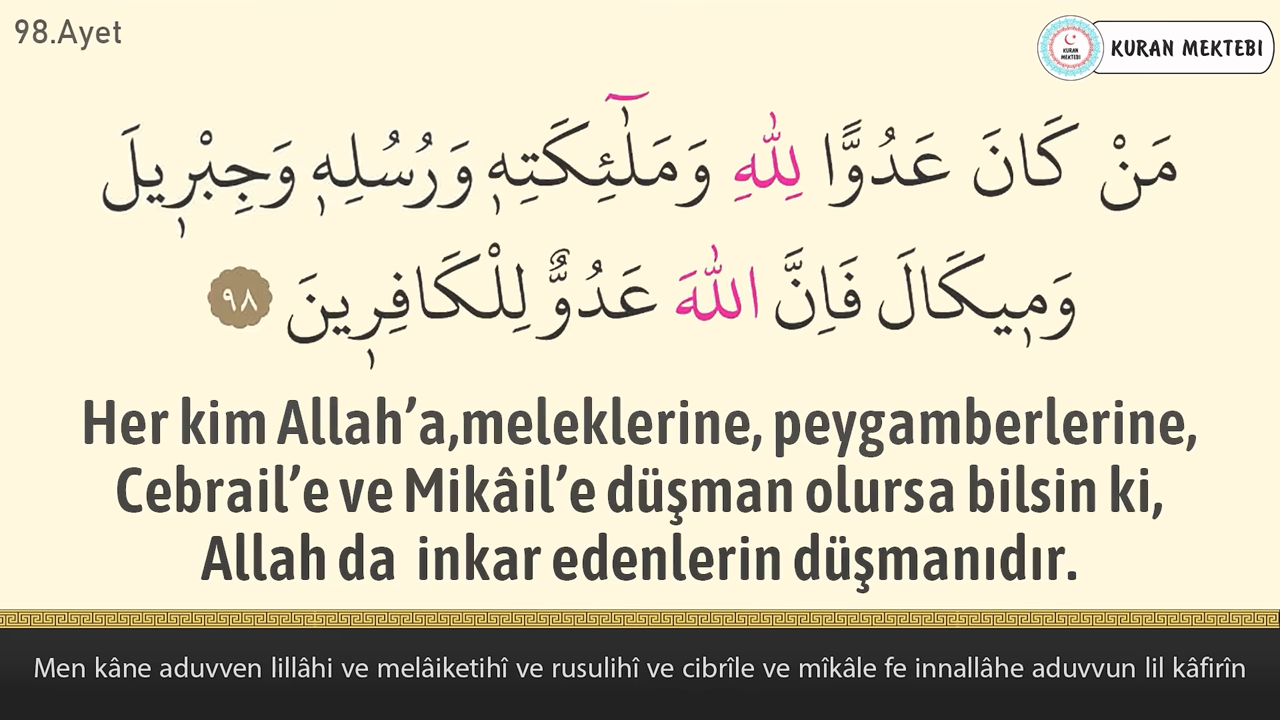 98.Ayet
KURAN MEKTEBI
KURAN
MEKTEBI
مَنْ كَانَ عَدُوًّا لِلّٰهِ وَمَلٰٓئِكَتِهٖ وَرُسُلِهٖ وَجِبْرٖيلَ
وَمٖيكَالَ فَاِنَّ اللّٰهَ عَدُوٌّ لِلْكَافِرٖينَ ٩٨
Her kim Allah’a,meleklerine, peygamberlerine,
Cebrail’e ve Mikâil’e düşman olursa bilsin ki,
Allah da inkar edenlerin düşmanıdır.
Men kâne aduvven lillâhi ve melâiketihî ve rusulihî ve cibrîle ve mîkâle fe innallâhe aduvvun lil kâfirîn